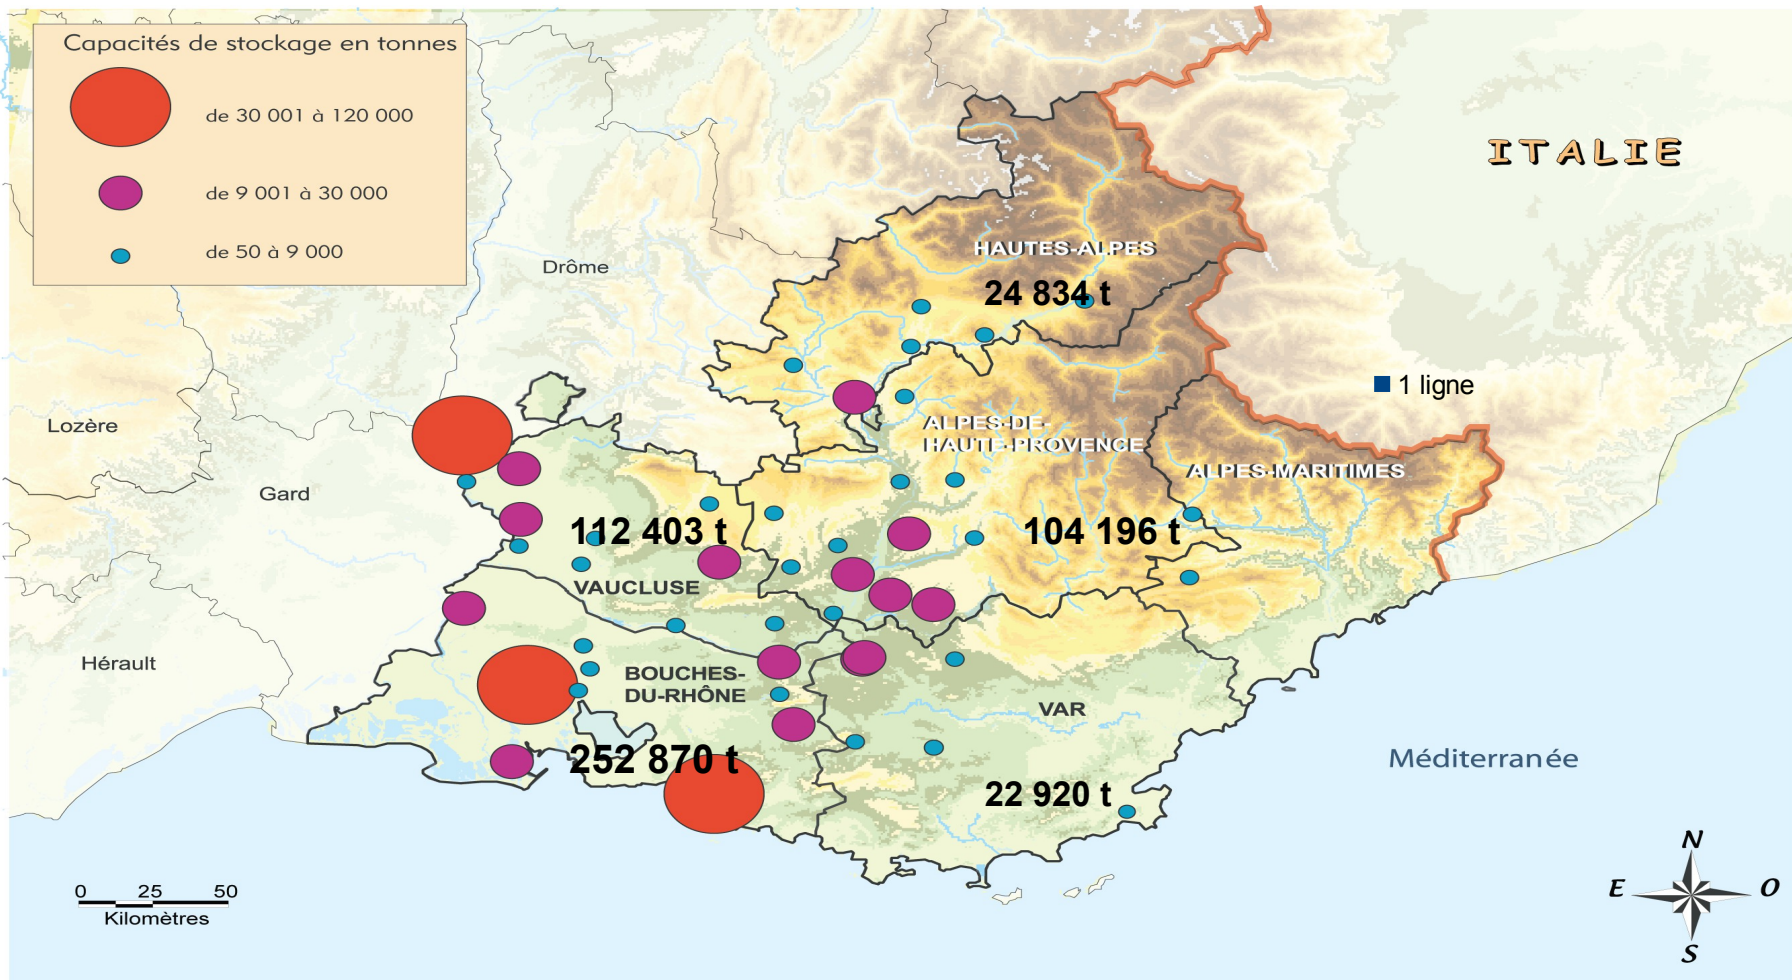 Capacités de stockage en tonnes
de 30 001 à 120 000
de 9 001 à 30 000
de 50 à 9 000
ITALIE
HAUTES-ALPES
24 834 t
Drôme
1 ligne
Lozère
ALPES-DE-
HAUTE-PROVENCE
ALPES-MARITIMES
Gard
112 403 t
104 196 t
VAUCLUSE
Hérault
BOUCHES-
DU-RHÔNE
VAR
252 870 t
Méditerranée
22 920 t
N
E
O
S
0 25 50
Kilomètres